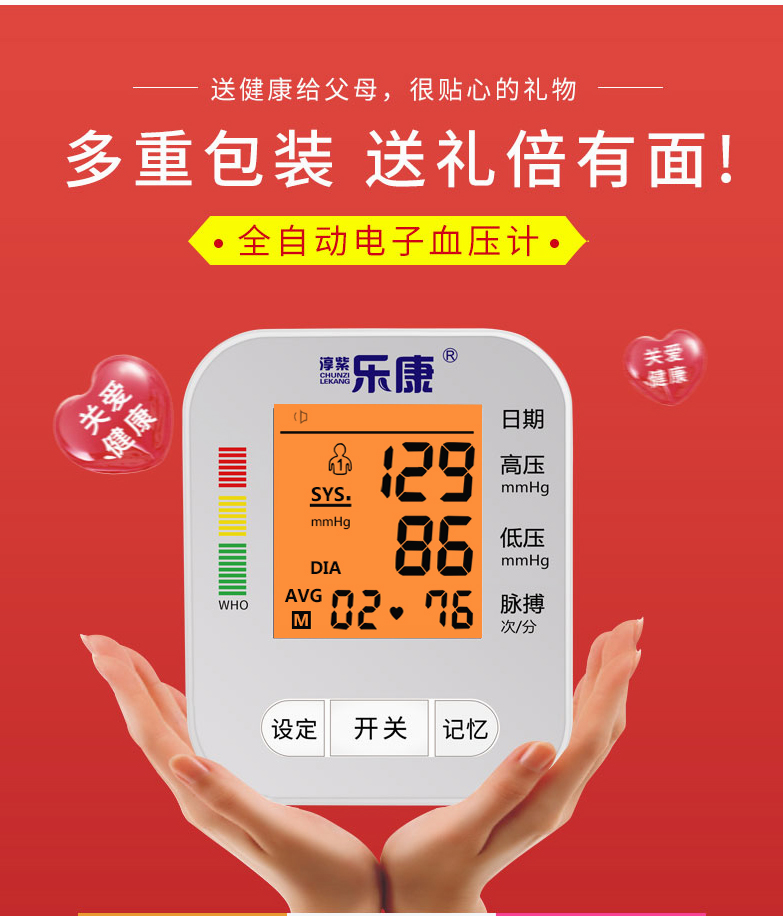 送健康给父母，很贴心的礼物
多重包装 送礼倍有面!
• 全自动电子血压计 •
淳紫
CHUNZI
LEKANG
乐康®
关爱
健康
关爱
健康
日期
1
129
高压
SYS.
mmHg
mmHg
86
低压
mmHg
DIA
WHO
AVG
M
02
76
脉搏
次/分
设定
开关
记忆